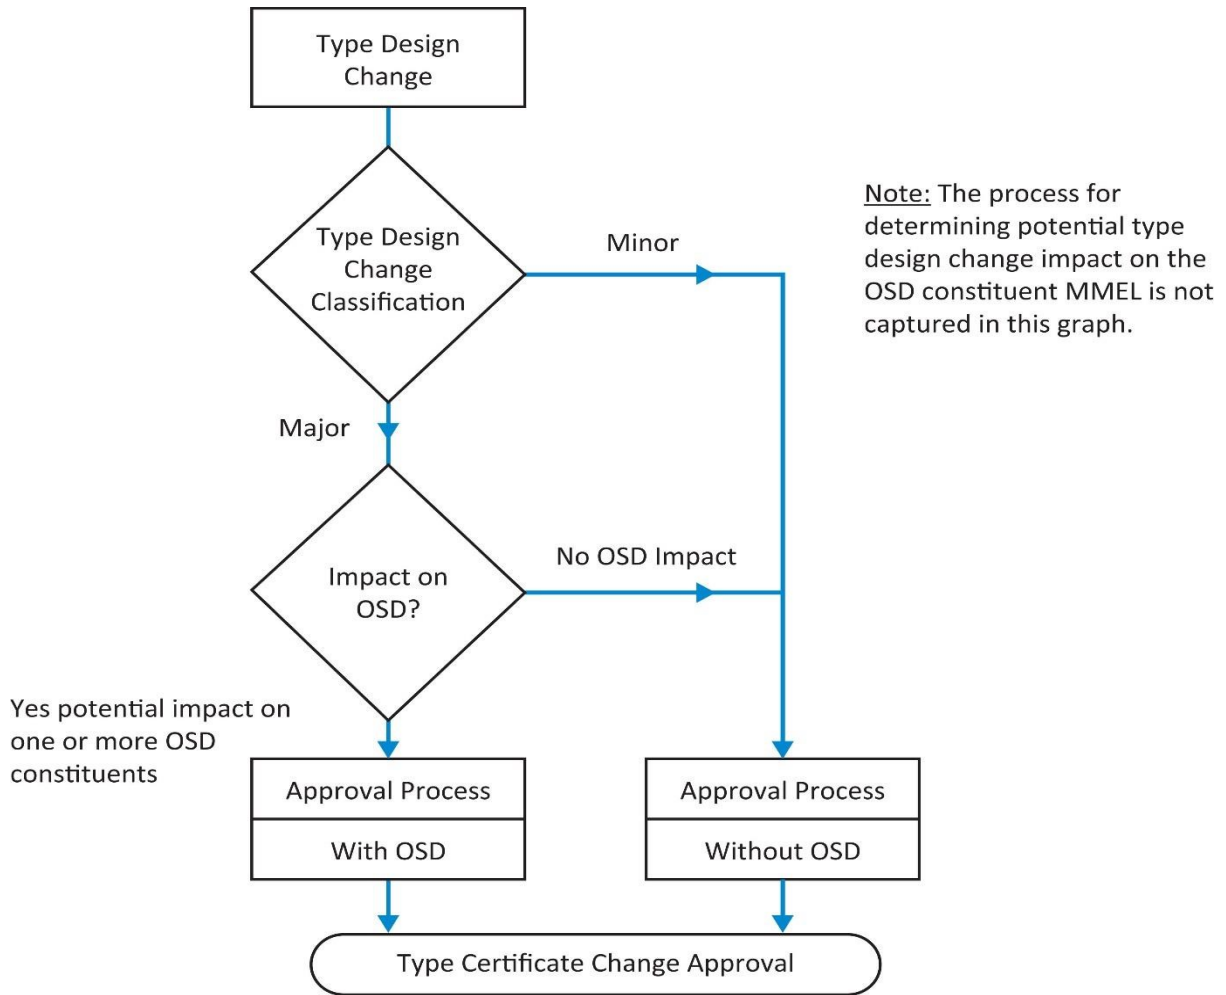 Type Design
Change
Type Design
Change
Classification
Minor
Note: The process for
determining potential type
design change impact on the
OSD constituent MMEL is not
captured in this graph.
Major
Impact on
OSD?
No OSD Impact
Yes potential impact on
one or more OSD
constituents
Approval Process
With OSD
Approval Process
Without OSD
Type Certificate Change Approval